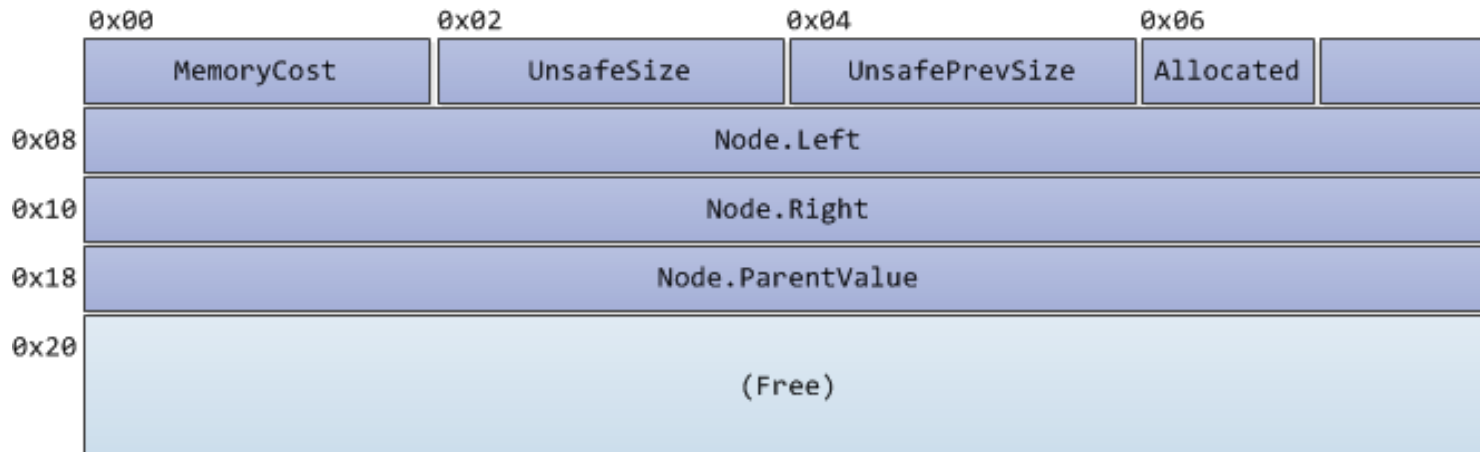 0x00 0x02 0x04 0x06
MemoryCost UnsafeSize UnsafePrevSize Allocated
0x08 Node.Left
0x10 Node.Right
0x18 Node.ParentValue
0x20
(Free)